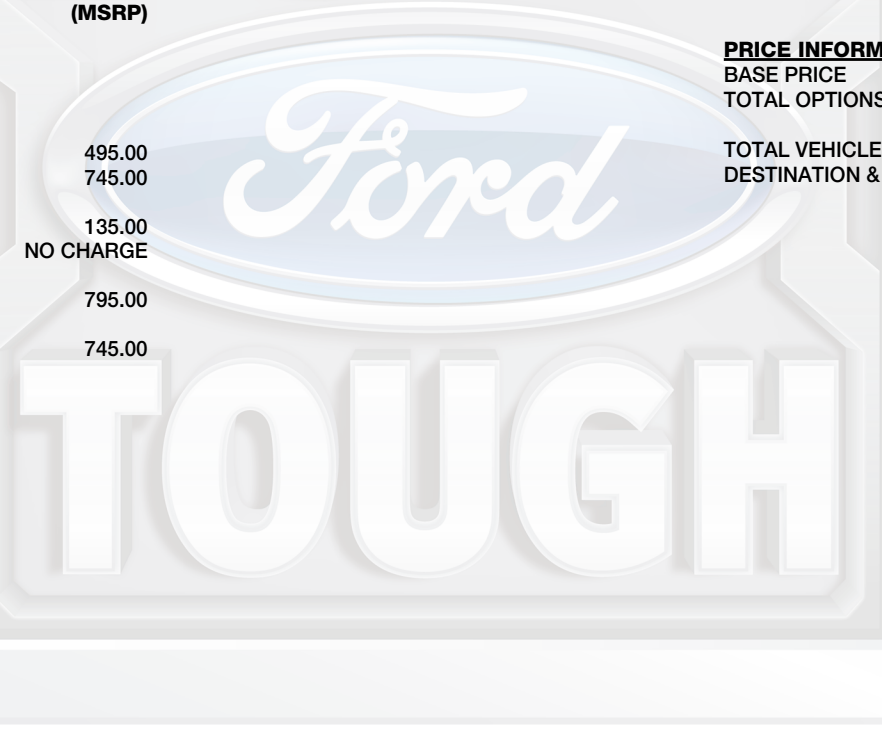 (MSRP)
495.00
745.00
135.00
NO CHARGE
795.00
745.00
PRICE INFORM
BASE PRICE
TOTAL OPTIONS
TOTAL VEHICLE
DESTINATION &
Ford
TOUGH